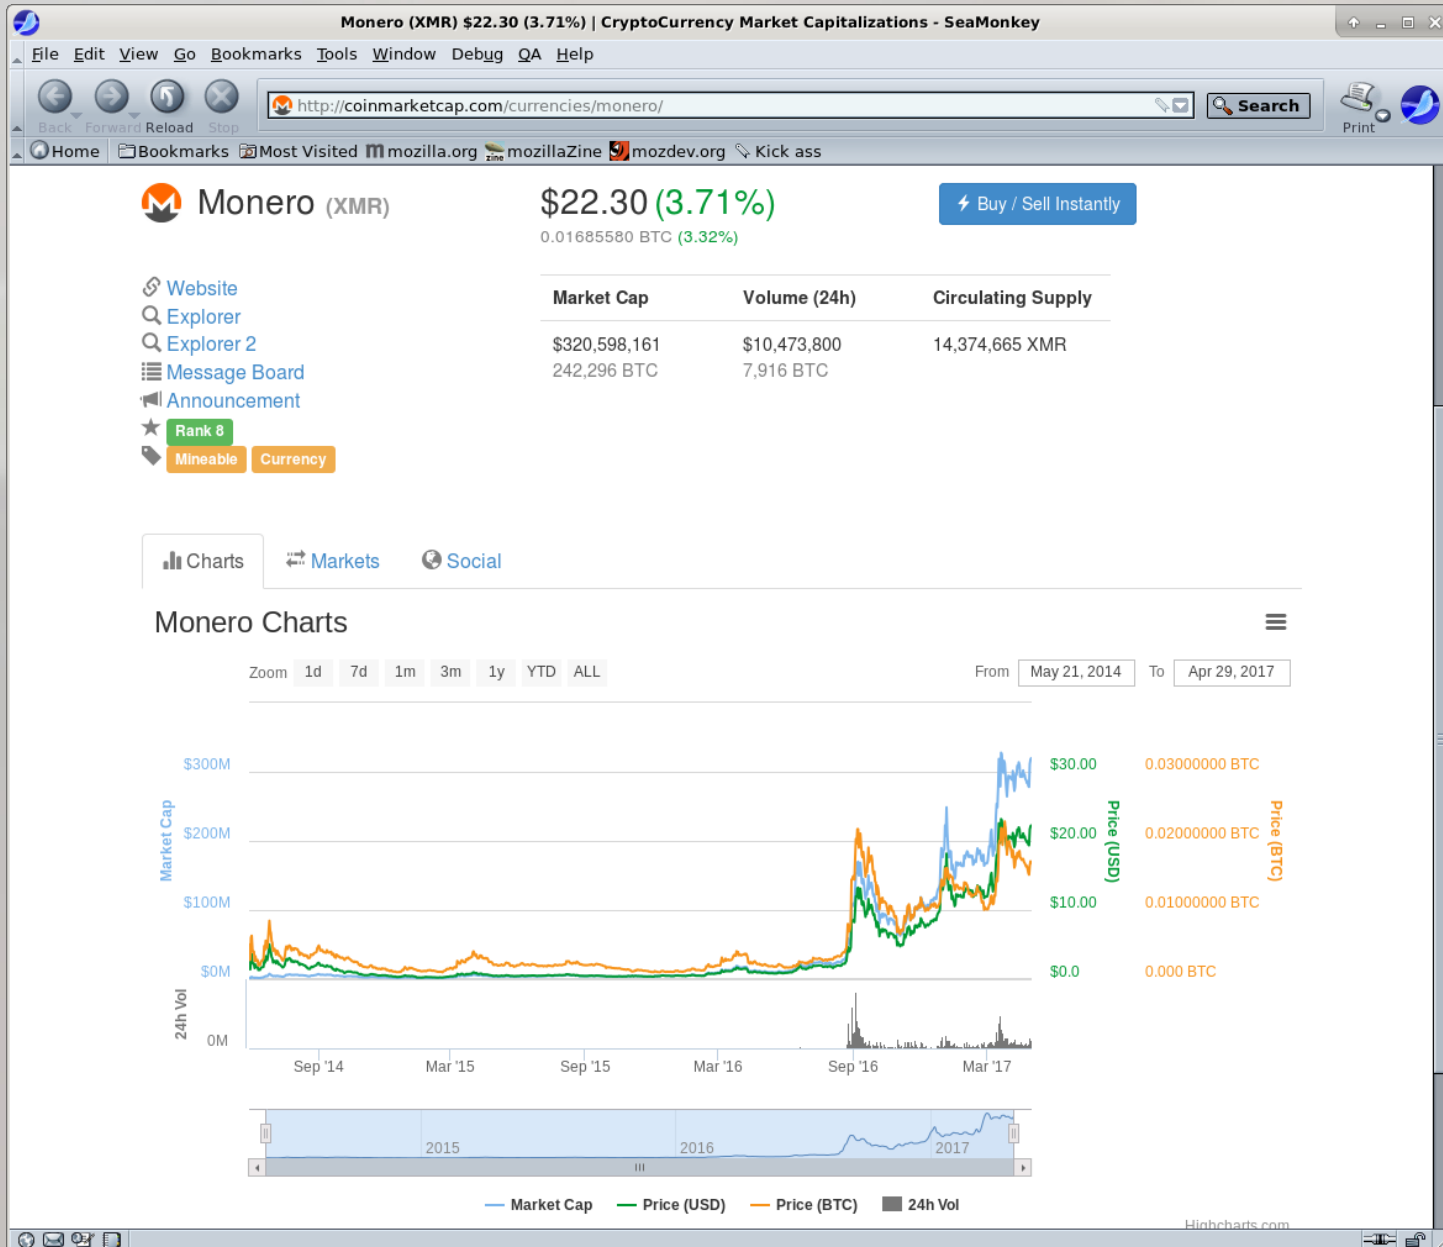 Monero (XMR) $22.30 (3.71%) | CryptoCurrency Market Capitalizations - SeaMonkey
File Edit View Go Bookmarks Tools Window Debug QA Help
http://coinmarketcap.com/currencies/monero/ Search
Back Forward Reload Stop Print
Home Bookmarks Most Visited mozilla.org mozillaZine mozdev.org Kick ass
Monero (XMR) $22.30 (3.71%) Buy / Sell Instantly
0.01685580 BTC (3.32%)
Website
Explorer
Explorer 2
Message Board
Announcement
Rank 8
Mineable Currency
Market Cap Volume (24h) Circulating Supply
$320,598,161 $10,473,800 14,374,665 XMR
242,296 BTC 7,916 BTC
Charts Markets Social
Monero Charts
Zoom 1d 7d 1m 3m 1y YTD ALL From May 21, 2014 To Apr 29, 2017
$300M $30.00 0.03000000 BTC
$200M $20.00 0.02000000 BTC
$100M $10.00 0.01000000 BTC
$0M $0.0 0.000 BTC
Market Cap
Price (USD)
Price (BTC)
24h Vol
0M
Sep '14 Mar '15 Sep '15 Mar '16 Sep '16 Mar '17
2015 2016 2017
Market Cap Price (USD) Price (BTC) 24h Vol
Highcharts.com